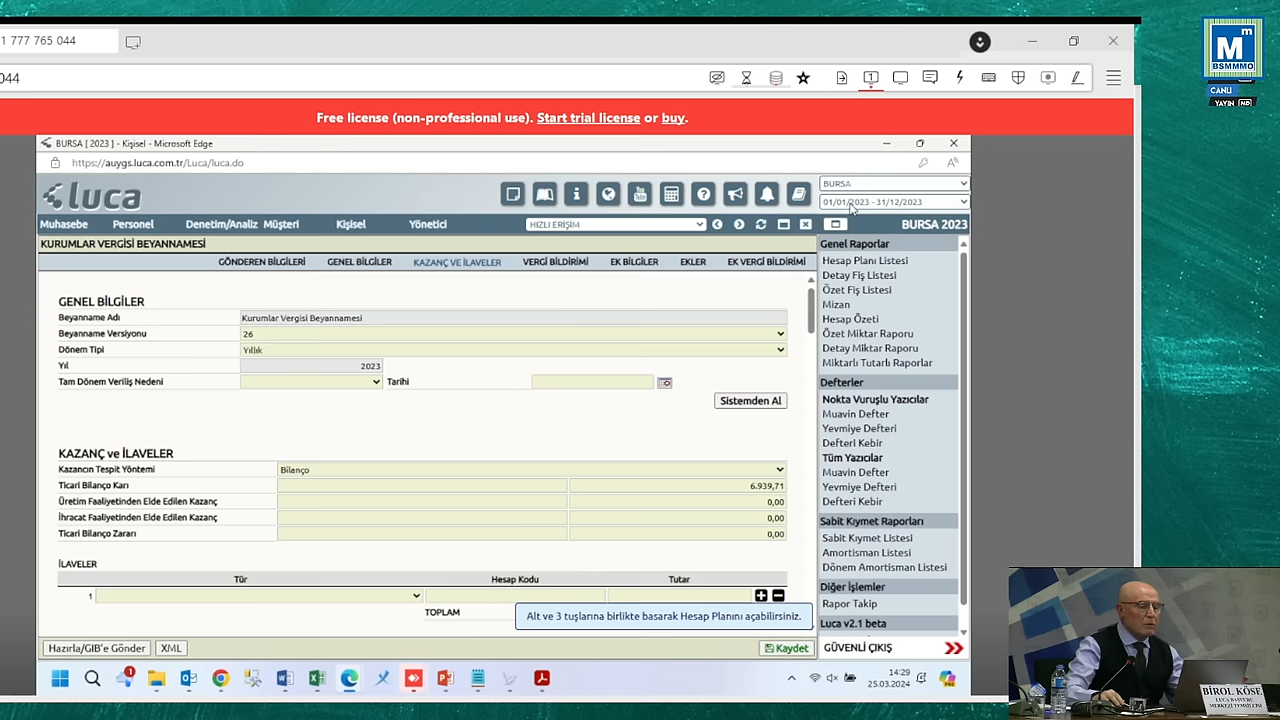 1 777 765 044
044
Free license (non-professional use). Start trial license or buy.
BURSA [ 2023 ] - Kişisel - Microsoft Edge
https://auygs.luca.com.tr/Luca/luca.do
luca
BURSA
01/01/2023 - 31/12/2023
Muhasebe Personel Denetim/Analiz Müşteri Kişisel Yönetici
HIZLI ERİŞİM
BURSA 2023
KURUMLAR VERGİSİ BEYANNAMESİ
GÖNDEREN BİLGİLERİ GENEL BİLGİLER KAZANÇ VE İLAVELER VERGİ BİLDİRİMİ EK BİLGİLER EKLER EK VERGİ BİLDİRİMİ
GENEL BİLGİLER
Beyanname Adı Kurumlar Vergisi Beyannamesi
Beyanname Versiyonu 26
Dönem Tipi Yıllık
Yıl 2023
Tam Dönem Veriliş Nedeni Tarihi
Sistemden Al
KAZANÇ ve İLAVELER
Kazancın Tespit Yöntemi Bilanço
Ticari Bilanço Karı 6.939,71
Üretim Faaliyetinden Elde Edilen Kazanç 0,00
İhracat Faaliyetinden Elde Edilen Kazanç 0,00
Ticari Bilanço Zararı 0,00
İLAVELER
Tür Hesap Kodu Tutar
1
TOPLAM
Alt ve 3 tuşlarına birlikte basarak Hesap Planını açabilirsiniz.
Hazırla/GIB'e Gönder XML Kaydet
Genel Raporlar
Hesap Planı Listesi
Detay Fiş Listesi
Özet Fiş Listesi
Mizan
Hesap Özeti
Özet Miktar Raporu
Detay Miktar Raporu
Miktarlı Tutarlı Raporlar
Defterler
Nokta Vuruşlu Yazıcılar
Muavin Defter
Yevmiye Defteri
Defteri Kebir
Tüm Yazıcılar
Muavin Defter
Yevmiye Defteri
Defteri Kebir
Sabit Kıymet Raporları
Sabit Kıymet Listesi
Amortisman Listesi
Dönem Amortisman Listesi
Diğer İşlemler
Rapor Takip
Luca v2.1 beta
GÜVENLİ ÇIKIŞ
14:29
25.03.2024
Mm
BSMMMO
CANLI
YAYIN HD
BİROL KÖSE
LUCA BAŞVURU
MERKEZİ TEMSİLCİSİ